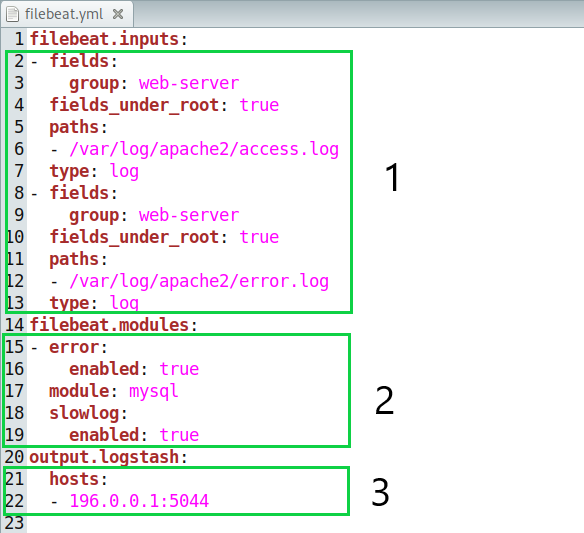 filebeat.yml
1 filebeat.inputs:
2 - fields:
3     group: web-server
4   fields_under_root: true
5   paths:
6   - /var/log/apache2/access.log
7   type: log
8 - fields:
9     group: web-server
10   fields_under_root: true
11   paths:
12   - /var/log/apache2/error.log
13   type: log
14 filebeat.modules:
15 - error:
16     enabled: true
17   module: mysql
18   slowlog:
19     enabled: true
20 output.logstash:
21   hosts:
22   - 196.0.0.1:5044
23
1
2
3